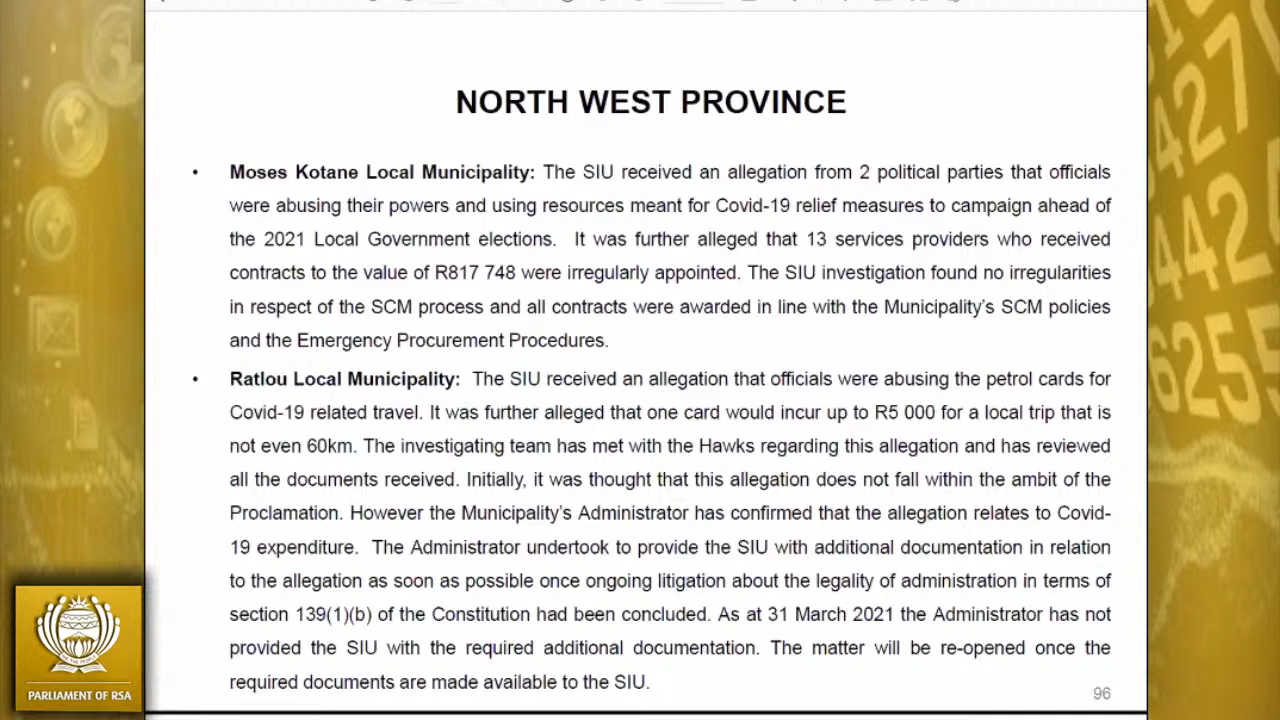 NORTH WEST PROVINCE
• Moses Kotane Local Municipality: The SIU received an allegation from 2 political parties that officials
were abusing their powers and using resources meant for Covid-19 relief measures to campaign ahead of
the 2021 Local Government elections. It was further alleged that 13 services providers who received
contracts to the value of R817 748 were irregularly appointed. The SIU investigation found no irregularities
in respect of the SCM process and all contracts were awarded in line with the Municipality's SCM policies
and the Emergency Procurement Procedures.
• Ratlou Local Municipality: The SIU received an allegation that officials were abusing the petrol cards for
Covid-19 related travel. It was further alleged that one card would incur up to R5 000 for a local trip that is
not even 60km. The investigating team has met with the Hawks regarding this allegation and has reviewed
all the documents received. Initially, it was thought that this allegation does not fall within the ambit of the
Proclamation. However the Municipality's Administrator has confirmed that the allegation relates to Covid-
19 expenditure. The Administrator undertook to provide the SIU with additional documentation in relation
to the allegation as soon as possible once ongoing litigation about the legality of administration in terms of
section 139(1)(b) of the Constitution had been concluded. As at 31 March 2021 the Administrator has not
provided the SIU with the required additional documentation. The matter will be re-opened once the
required documents are made available to the SIU.
96
PARLIAMENT OF RSA
427
442
6255